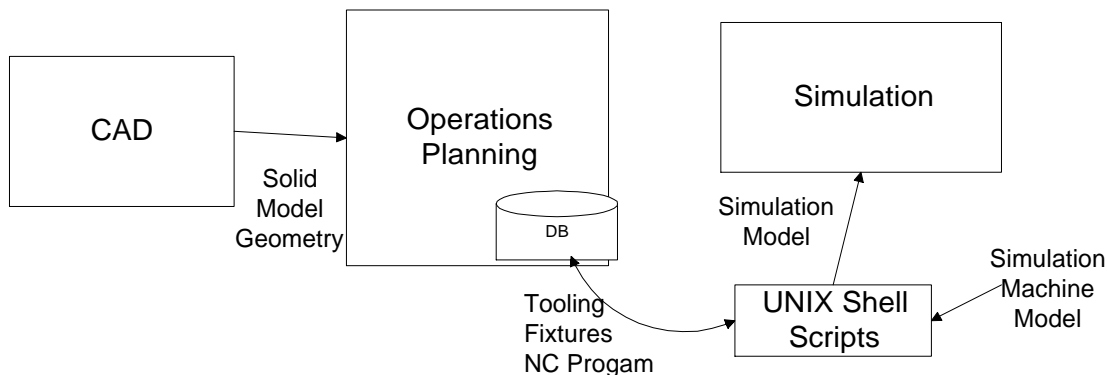 CAD
Solid
Model
Geometry
Operations
Planning
DB
Tooling
Fixtures
NC Progam
Simulation
Simulation
Model
UNIX Shell
Scripts
Simulation
Machine
Model